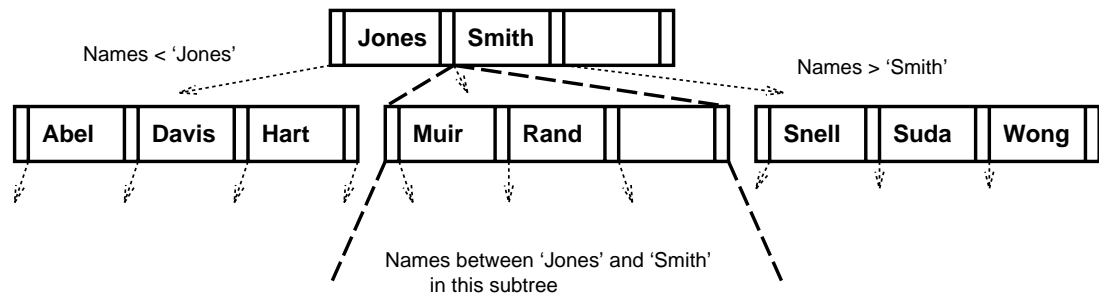 Jones Smith
Names < ‘Jones’
Names > ‘Smith’
Abel Davis Hart Muir Rand Snell Suda Wong
Names between ‘Jones’ and ‘Smith’
in this subtree